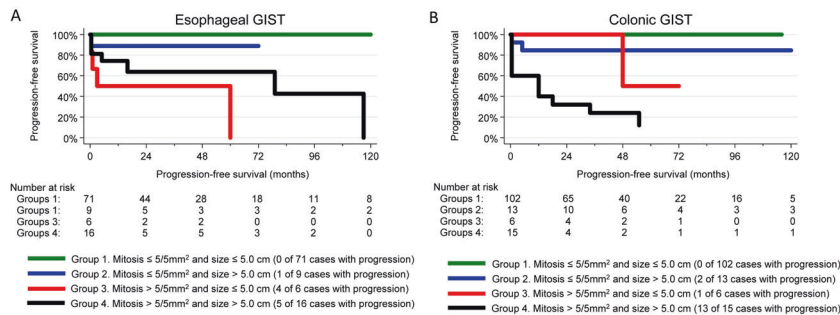 A
Esophageal GIST
100%
80%
60%
40%
20%
0%
Progression-free survival
0 24 48 72 96 120
Progression-free survival (months)
Number at risk
Groups 1: 71 44 28 18 11 8
Groups 1: 9 5 3 3 2 2
Groups 3: 6 2 2 0 0 0
Groups 4: 16 5 5 3 2 0
Group 1. Mitosis ≤ 5/5mm² and size ≤ 5.0 cm (0 of 71 cases with progression)
Group 2. Mitosis ≤ 5/5mm² and size > 5.0 cm (1 of 9 cases with progression)
Group 3. Mitosis > 5/5mm² and size ≤ 5.0 cm (4 of 6 cases with progression)
Group 4. Mitosis > 5/5mm² and size > 5.0 cm (5 of 16 cases with progression)
B
Colonic GIST
100%
80%
60%
40%
20%
0%
Progression-free survival
0 24 48 72 96 120
Progression-free survival (months)
Number at risk
Groups 1: 102 65 40 22 16 5
Groups 2: 13 10 6 4 3 3
Groups 3: 6 4 2 1 0 0
Groups 4: 15 4 2 1 1 1
Group 1. Mitosis ≤ 5/5mm² and size ≤ 5.0 cm (0 of 102 cases with progression)
Group 2. Mitosis ≤ 5/5mm² and size > 5.0 cm (2 of 13 cases with progression)
Group 3. Mitosis > 5/5mm² and size ≤ 5.0 cm (1 of 6 cases with progression)
Group 4. Mitosis > 5/5mm² and size > 5.0 cm (13 of 15 cases with progression)